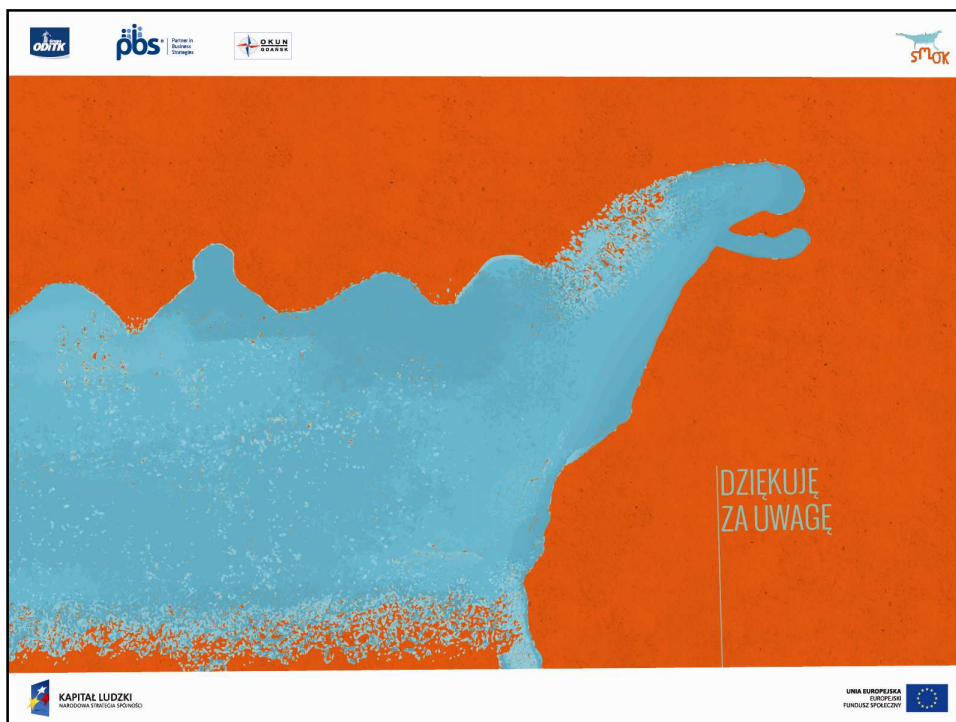 Grupa
ODITK
pbs
Partner in
Business
Strategies
OKUN
GDAŃSK
SMOK
DZIĘKUJĘ
ZA UWAGĘ
KAPITAŁ LUDZKI
NARODOWA STRATEGIA SPÓJNOŚCI
UNIA EUROPEJSKA
EUROPEJSKI
FUNDUSZ SPOŁECZNY